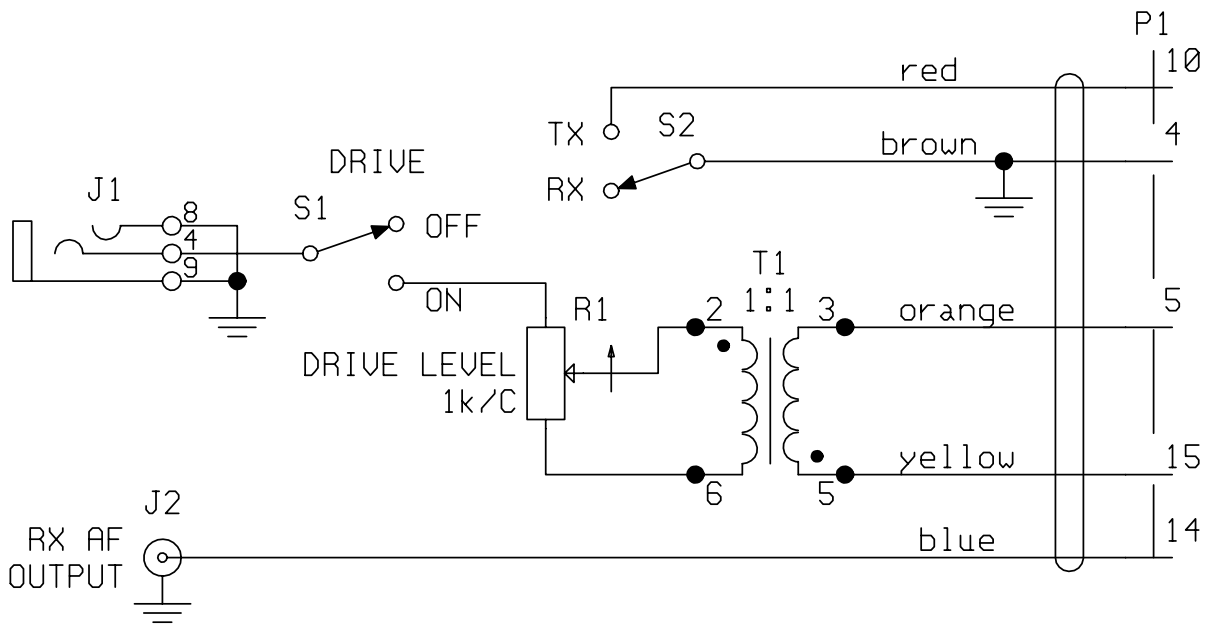 P1
red
10
TX
S2
brown
4
DRIVE
RX
J1
S1
8
OFF
4
9
ON
T1
1:1
2
3
R1
orange
5
DRIVE LEVEL
1k/C
yellow
15
6
5
J2
RX AF
OUTPUT
blue
14